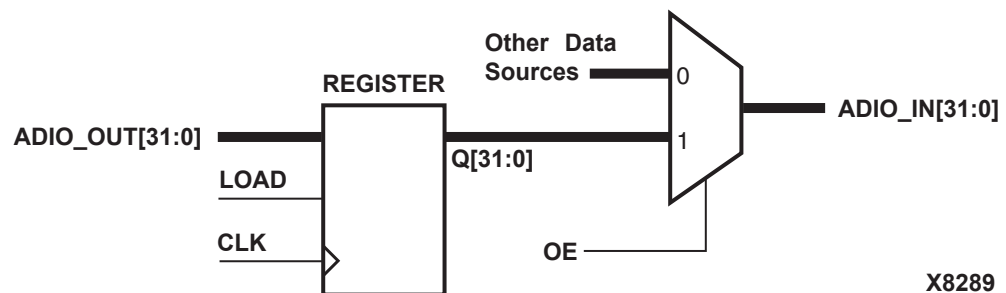 Other Data
Sources
0
REGISTER
ADIO_IN[31:0]
ADIO_OUT[31:0]
1
Q[31:0]
LOAD
CLK
OE
X8289